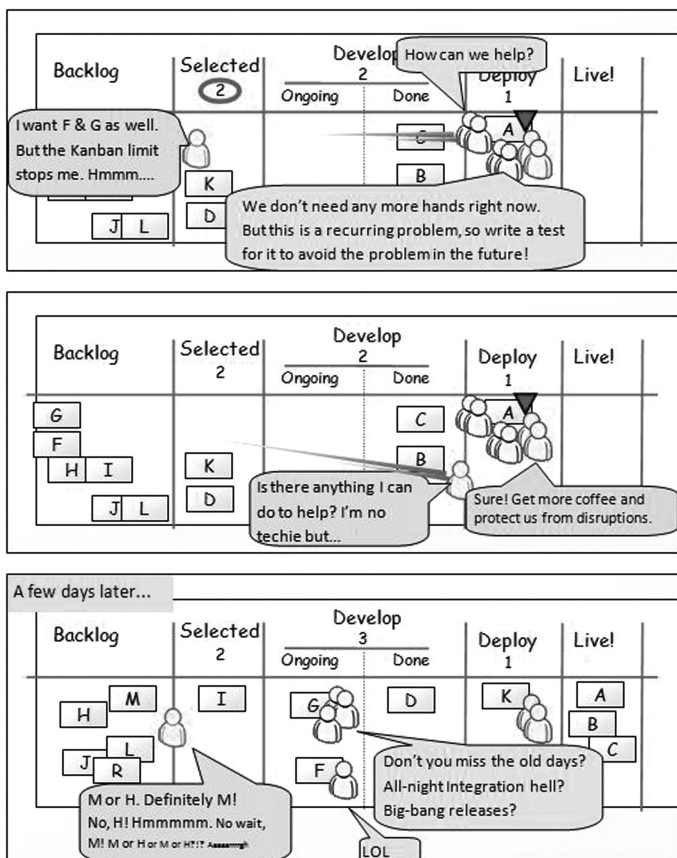 How can we help?
Develop
Backlog
Selected
2
Deploy
Live!
2
Ongoing
Done
1
I want F & G as well.
But the Kanban limit
stops me. Hmmm....
C
A
K
B
D
J L
We don't need any more hands right now.
But this is a recurring problem, so write a test
for it to avoid the problem in the future!
Backlog
Selected
2
Develop
2
Ongoing
Done
Deploy
1
Live!
G
F
H I
J L
K
D
C
B
A
Is there anything I can
do to help? I'm no
techie but...
Sure! Get more coffee and
protect us from disruptions.
A few days later...
Backlog
Selected
2
Develop
3
Ongoing
Done
Deploy
1
Live!
M
H
L
J
R
I
G
F
D
K
A
B
C
M or H. Definitely M!
No, H! Hmmmmm. No wait,
M! M or H or M or H?!?
Don't you miss the old days?
All-night Integration hell?
Big-bang releases?
LOL